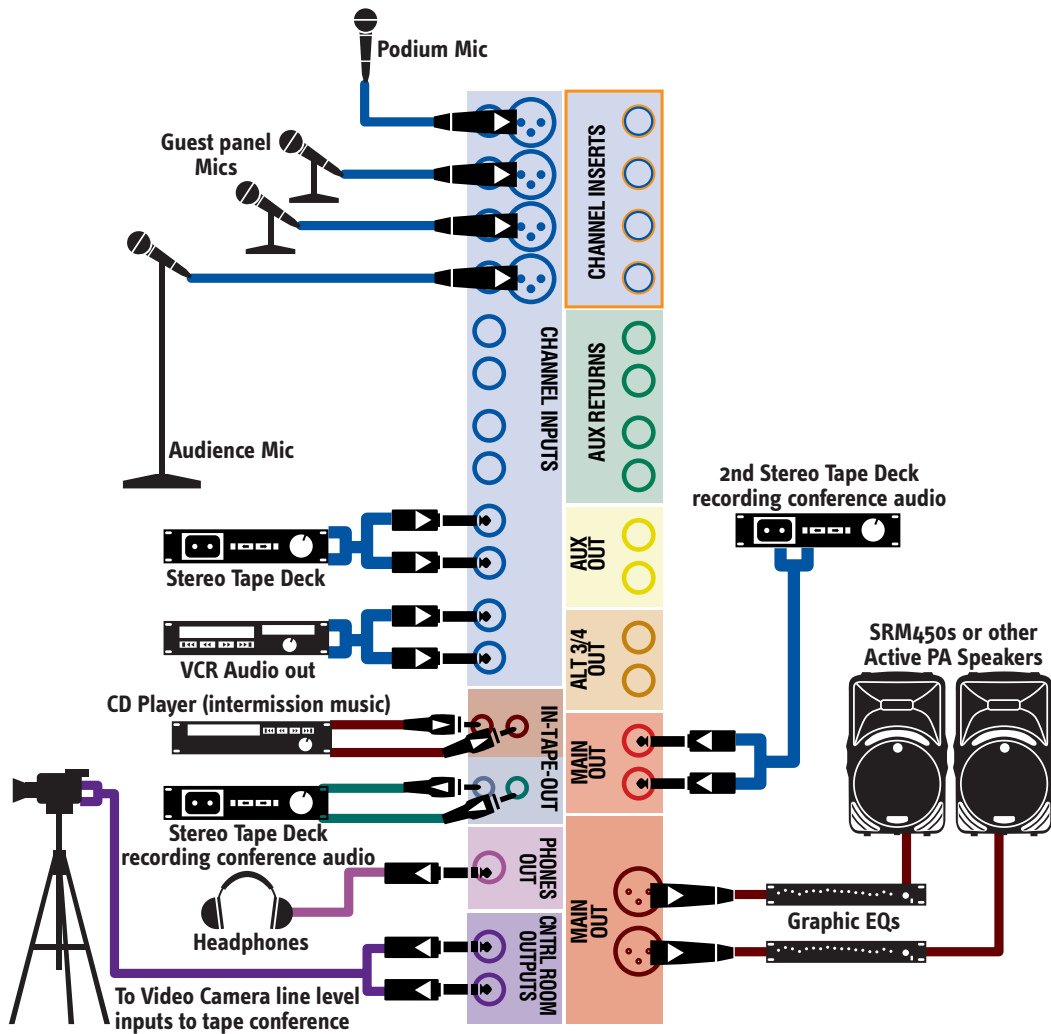 Podium Mic
Guest panel
Mics
Audience Mic
CHANNEL INSERTS
CHANNEL INPUTS
AUX RETURNS
2nd Stereo Tape Deck
recording conference audio
Stereo Tape Deck
AUX
OUT
VCR Audio out
ALT 3/4
OUT
SRM450s or other
Active PA Speakers
CD Player (intermission music)
IN-TAPE-OUT
MAIN
OUT
Stereo Tape Deck
recording conference audio
PHONES
OUT
Headphones
MAIN
OUT
Graphic EQs
CNTRL ROOM
OUTPUTS
To Video Camera line level
inputs to tape conference